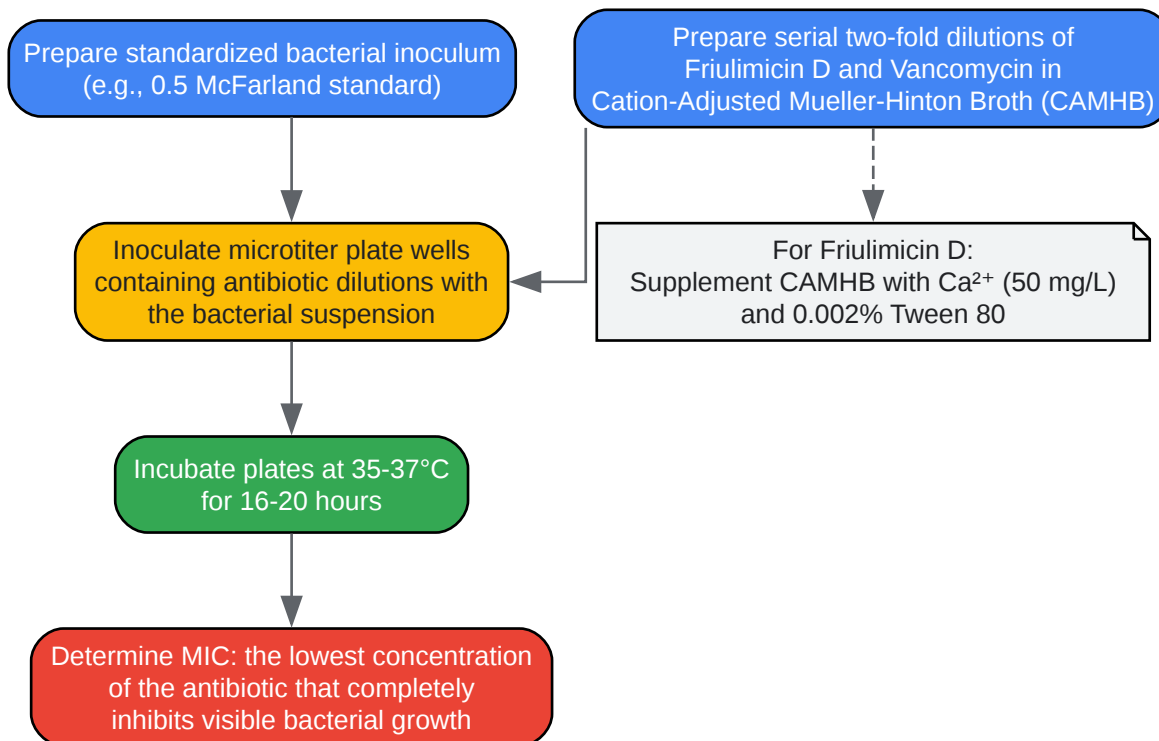 Prepare standardized bacterial inoculum
(e.g., 0.5 McFarland standard)
Prepare serial two-fold dilutions of
Friulimicin D and Vancomycin in
Cation-Adjusted Mueller-Hinton Broth (CAMHB)
Inoculate microtiter plate wells
containing antibiotic dilutions with
the bacterial suspension
For Friulimicin D:
Supplement CAMHB with Ca²⁺ (50 mg/L)
and 0.002% Tween 80
Incubate plates at 35-37°C
for 16-20 hours
Determine MIC: the lowest concentration
of the antibiotic that completely
inhibits visible bacterial growth